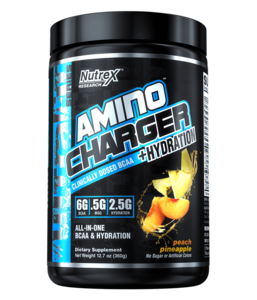 Nutrex
RESEARCH
AMINO
CHARGER
+HYDRATION
CLINICALLY DOSED BCAA
6G .5G 2.5G
BCAA HYDRATION
ALL-IN-ONE
BCAA & HYDRATION
Dietary Supplement
Net Weight 12.7 oz (360g)
peach
pineapple
No Sugar or Artificial Colors